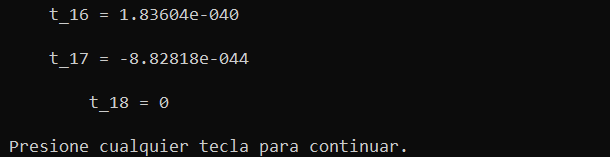 t_16 = 1.83604e-040
t_17 = -8.82818e-044
t_18 = 0
Presione cualquier tecla para continuar.